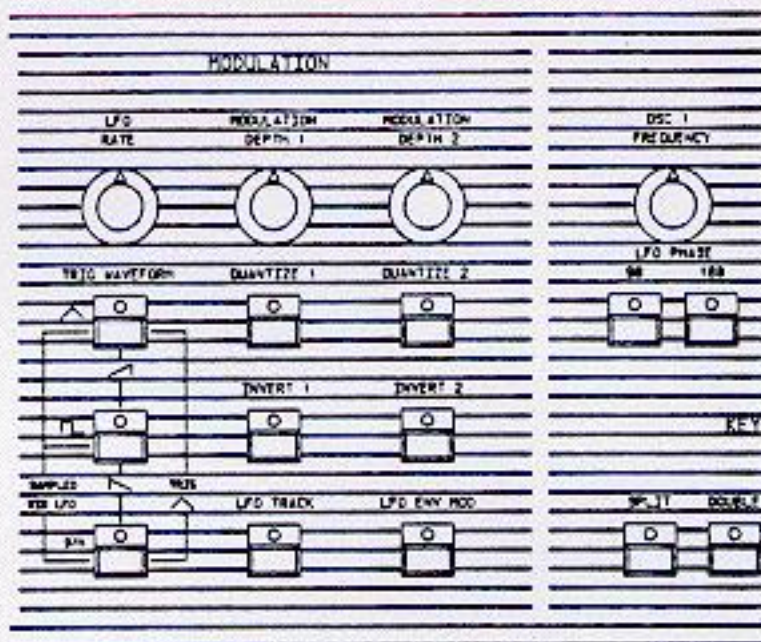 MODULATION
LFO RATE
MODULATION DEPTH 1
MODULATION DEPTH 2
OSC 1 FREQUENCY
LFO PHASE
90 180
TRIG WAVEFORM
QUANTIZE 1
QUANTIZE 2
INVERT 1
INVERT 2
KEY
SAMPLED
TRIG
LFO TRACK
LFO ENV MOD
SPLIT
DOUBLE
S/H